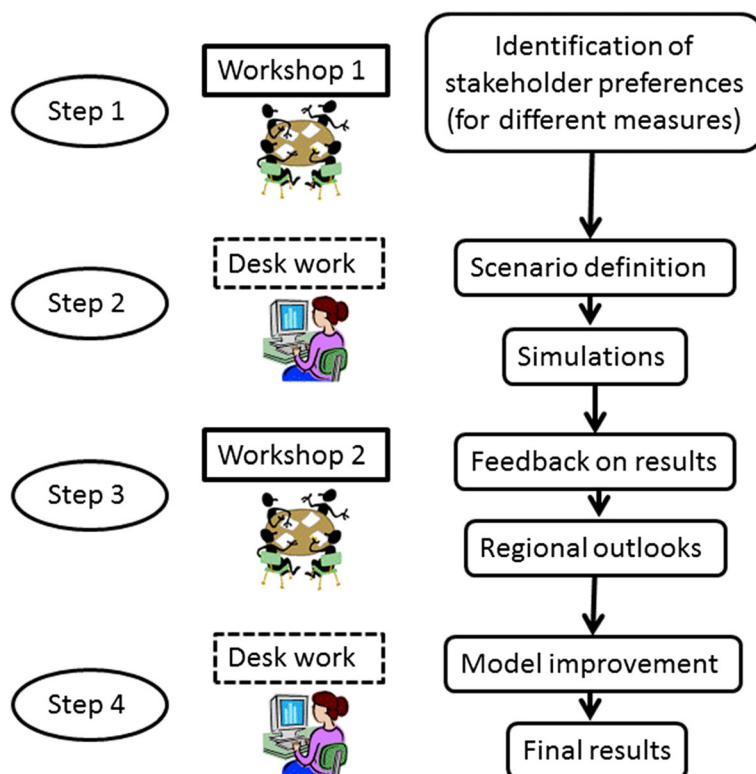 Step 1
Workshop 1
Identification of
stakeholder preferences
(for different measures)
Step 2
Desk work
Scenario definition
Simulations
Step 3
Workshop 2
Feedback on results
Regional outlooks
Step 4
Desk work
Model improvement
Final results